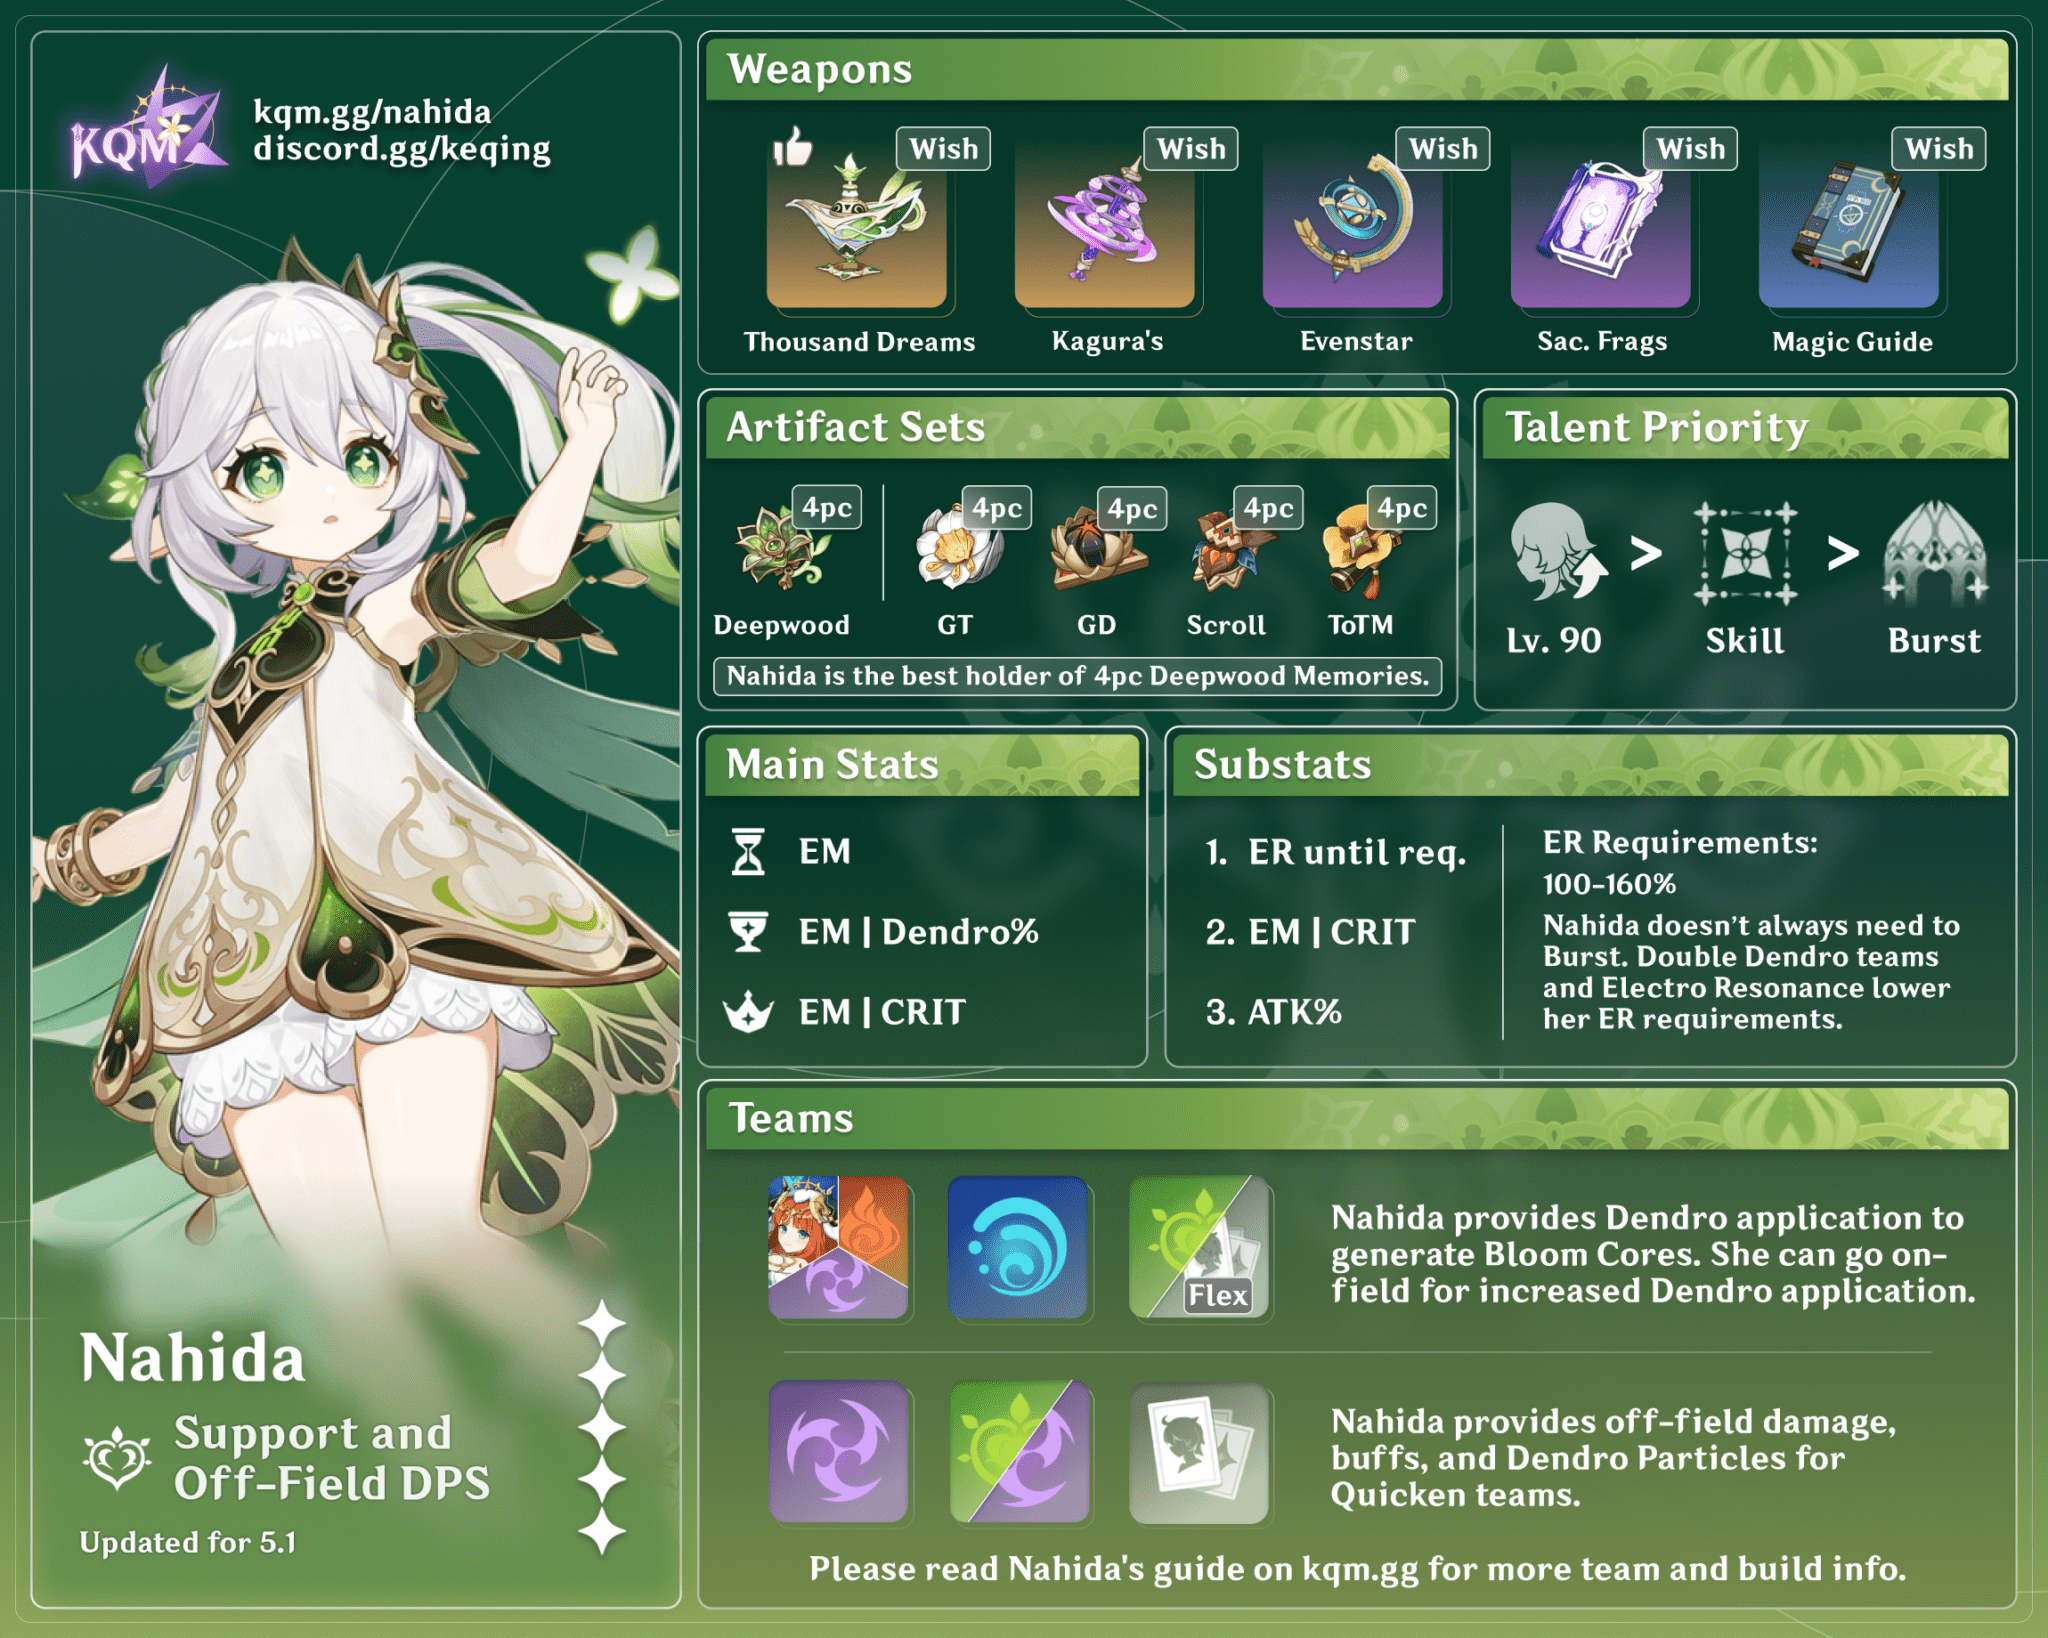 KQM
kqm.gg/nahida
discord.gg/keqing
Nahida
Support and
Off-Field DPS
Updated for 5.1
Weapons
Wish
Wish
Wish
Wish
Wish
Thousand Dreams
Kagura's
Evenstar
Sac. Frags
Magic Guide
Artifact Sets
4pc
4pc
4pc
4pc
4pc
Deepwood
GT
GD
Scroll
ToTM
Nahida is the best holder of 4pc Deepwood Memories.
Talent Priority
> >
Lv. 90
Skill
Burst
Main Stats
EM
EM | Dendro%
EM | CRIT
Substats
1. ER until req.
2. EM | CRIT
3. ATK%
ER Requirements:
100-160%
Nahida doesn't always need to
Burst. Double Dendro teams
and Electro Resonance lower
her ER requirements.
Teams
Flex
Nahida provides Dendro application to
generate Bloom Cores. She can go on-
field for increased Dendro application.
Nahida provides off-field damage,
buffs, and Dendro Particles for
Quicken teams.
Please read Nahida's guide on kqm.gg for more team and build info.